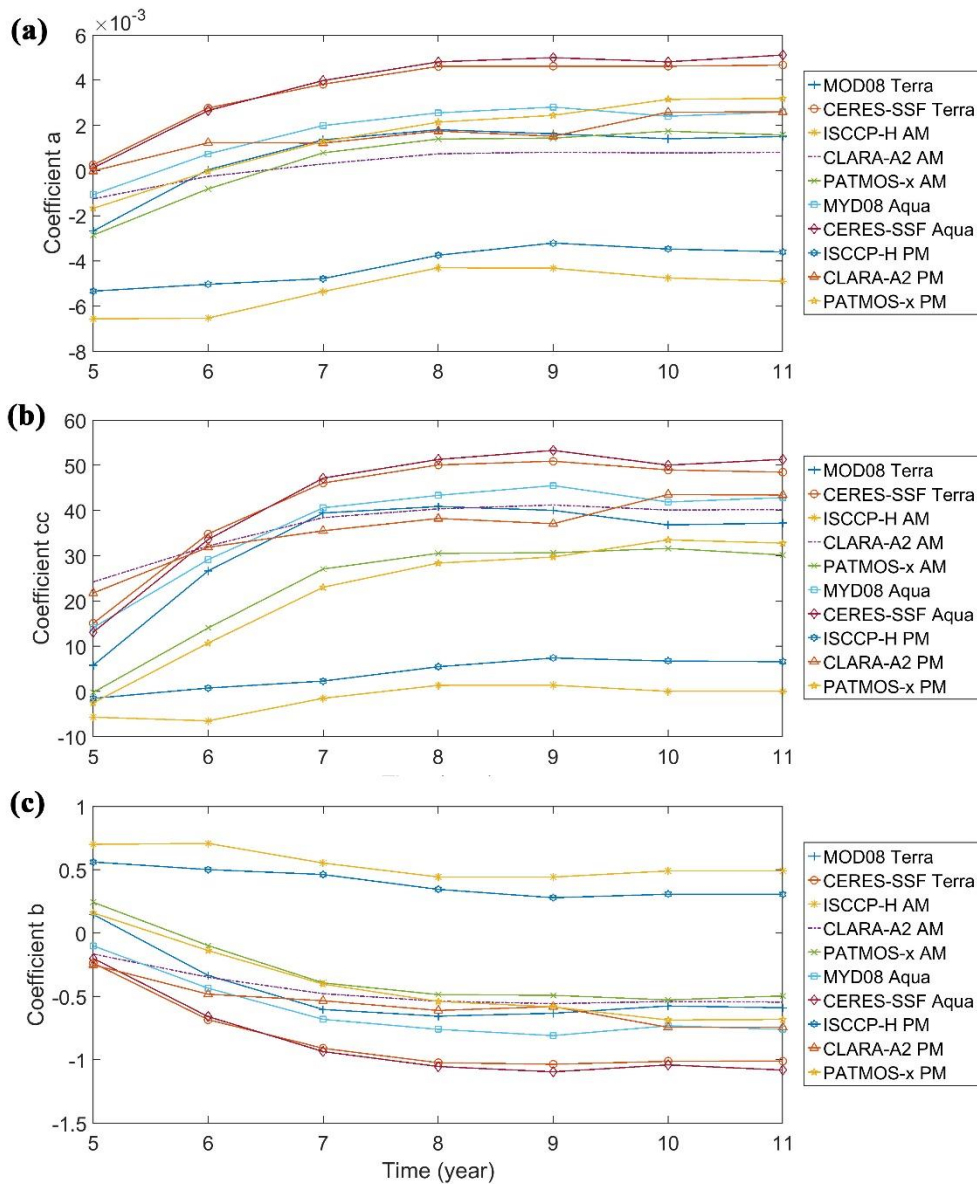 (a)
×10⁻³
6
4
2
0
-2
-4
-6
-8
Coefficient a
5 6 7 8 9 10 11
MOD08 Terra
CERES-SSF Terra
ISCCP-H AM
CLARA-A2 AM
PATMOS-x AM
MYD08 Aqua
CERES-SSF Aqua
ISCCP-H PM
CLARA-A2 PM
PATMOS-x PM
(b)
60
50
40
30
20
10
0
-10
Coefficient cc
5 6 7 8 9 10 11
MOD08 Terra
CERES-SSF Terra
ISCCP-H AM
CLARA-A2 AM
PATMOS-x AM
MYD08 Aqua
CERES-SSF Aqua
ISCCP-H PM
CLARA-A2 PM
PATMOS-x PM
(c)
1
0.5
0
-0.5
-1
-1.5
Coefficient b
5 6 7 8 9 10 11
Time (year)
MOD08 Terra
CERES-SSF Terra
ISCCP-H AM
CLARA-A2 AM
PATMOS-x AM
MYD08 Aqua
CERES-SSF Aqua
ISCCP-H PM
CLARA-A2 PM
PATMOS-x PM